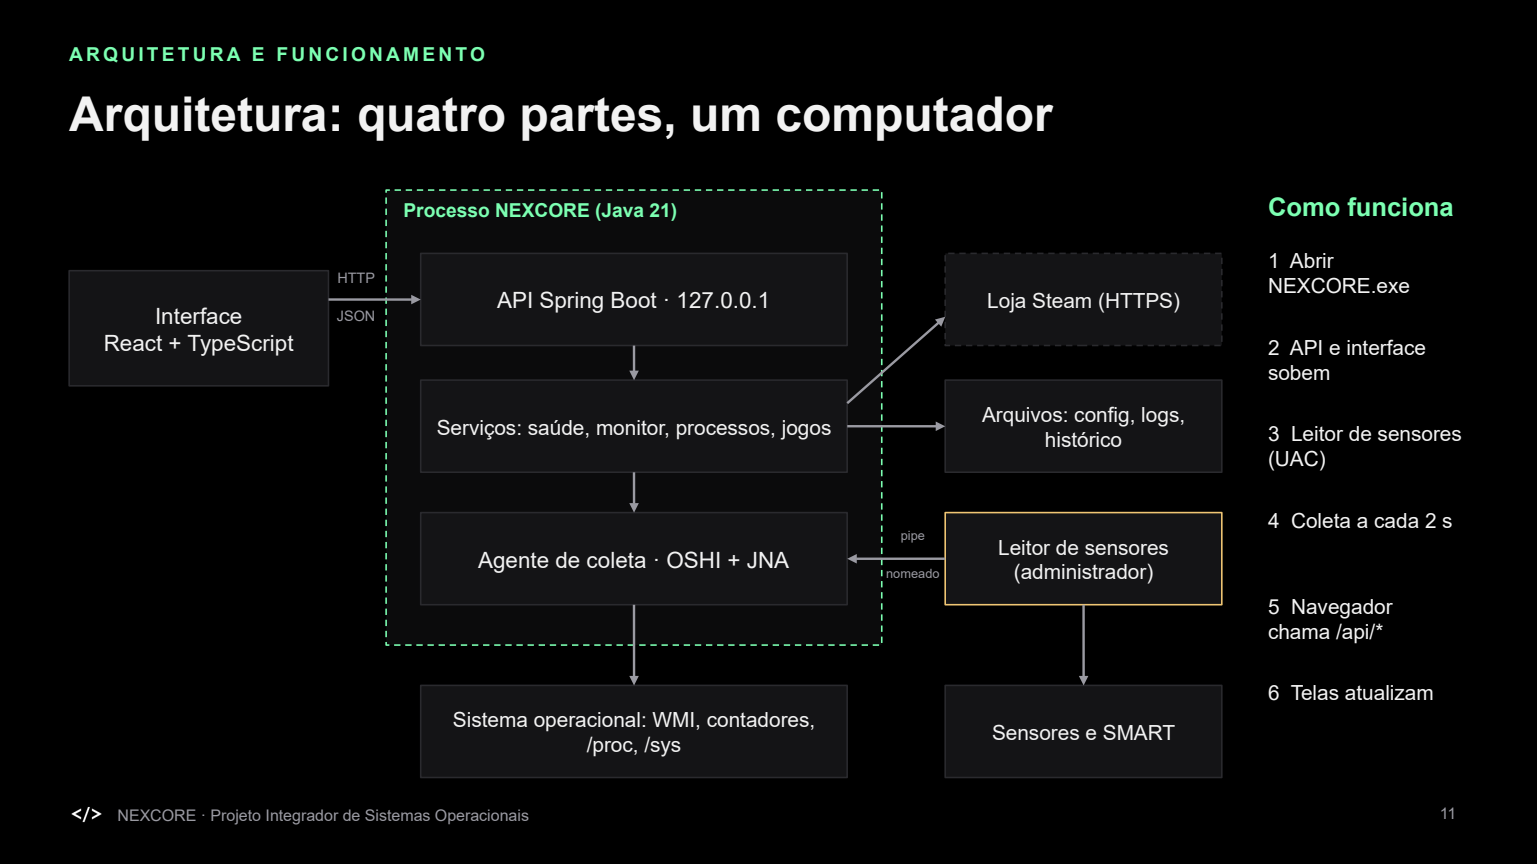 ARQUITETURA E FUNCIONAMENTO
Arquitetura: quatro partes, um computador
Interface
React + TypeScript
HTTP
JSON
Processo NEXCORE (Java 21)
API Spring Boot · 127.0.0.1
Serviços: saúde, monitor, processos, jogos
Agente de coleta · OSHI + JNA
Sistema operacional: WMI, contadores,
/proc, /sys
Loja Steam (HTTPS)
Arquivos: config, logs,
histórico
pipe
nomeado
Leitor de sensores
(administrador)
Sensores e SMART
Como funciona
1 Abrir
NEXCORE.exe
2 API e interface
sobem
3 Leitor de sensores
(UAC)
4 Coleta a cada 2 s
5 Navegador
chama /api/*
6 Telas atualizam
</> NEXCORE · Projeto Integrador de Sistemas Operacionais
11